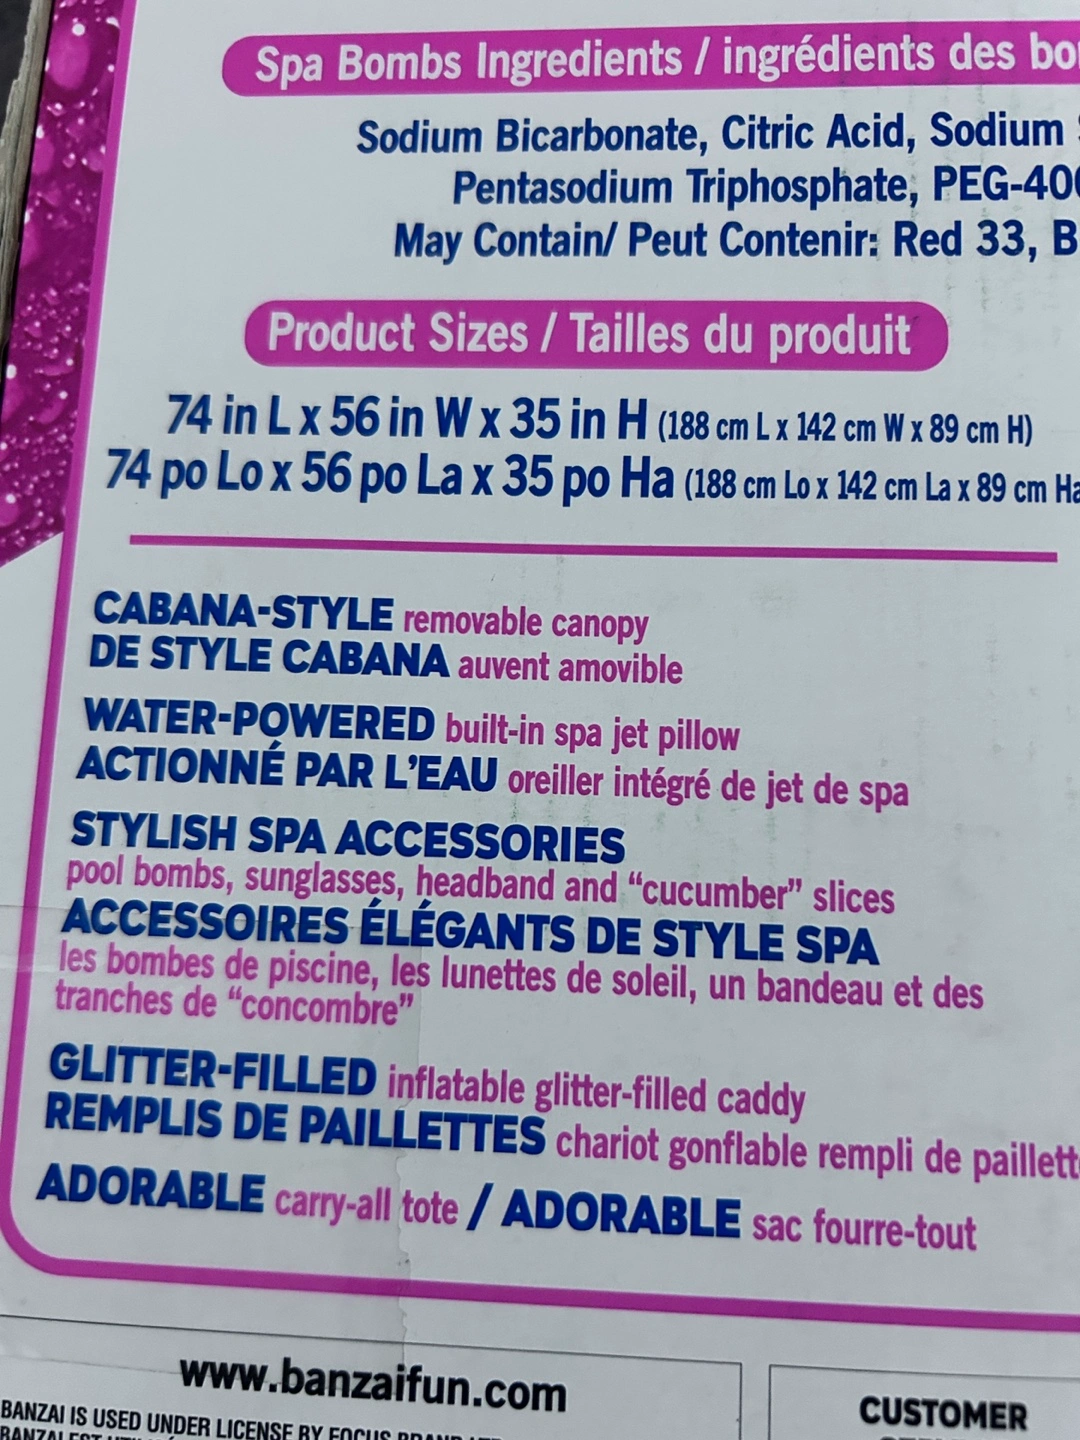 Spa Bombs Ingredients / ingrédients des
Sodium Bicarbonate, Citric Acid, Sodium
Pentasodium Triphosphate, PEG-400
May Contain/ Peut Contenir: Red 33,
Product Sizes / Tailles du produit
74 in L x 56 in W x 35 in H (188 cm L x 142 cm W x 89 cm H)
74 po Lo x 56 po La x 35 po Ha (188 cm Lo x 142 cm La x 89 cm Ha
CABANA-STYLE removable canopy
DE STYLE CABANA auvent amovible
WATER-POWERED built-in spa jet pillow
ACTIONNÉ PAR L'EAU oreiller intégré de jet de spa
STYLISH SPA ACCESSORIES
pool bombs, sunglasses, headband and "cucumber" slices
ACCESSOIRES ÉLÉGANTS DE STYLE SPA
les bombes de piscine, les lunettes de soleil, un bandeau et des
tranches de "concombre"
GLITTER-FILLED inflatable glitter-filled caddy
REMPLIS DE PAILLETTES chariot gonflable rempli de paillett
ADORABLE carry-all tote / ADORABLE sac fourre-tout
www.banzaifun.com
BANZAI IS USED UNDER LICENSE BY FOCUS BRAND
CUSTOMER